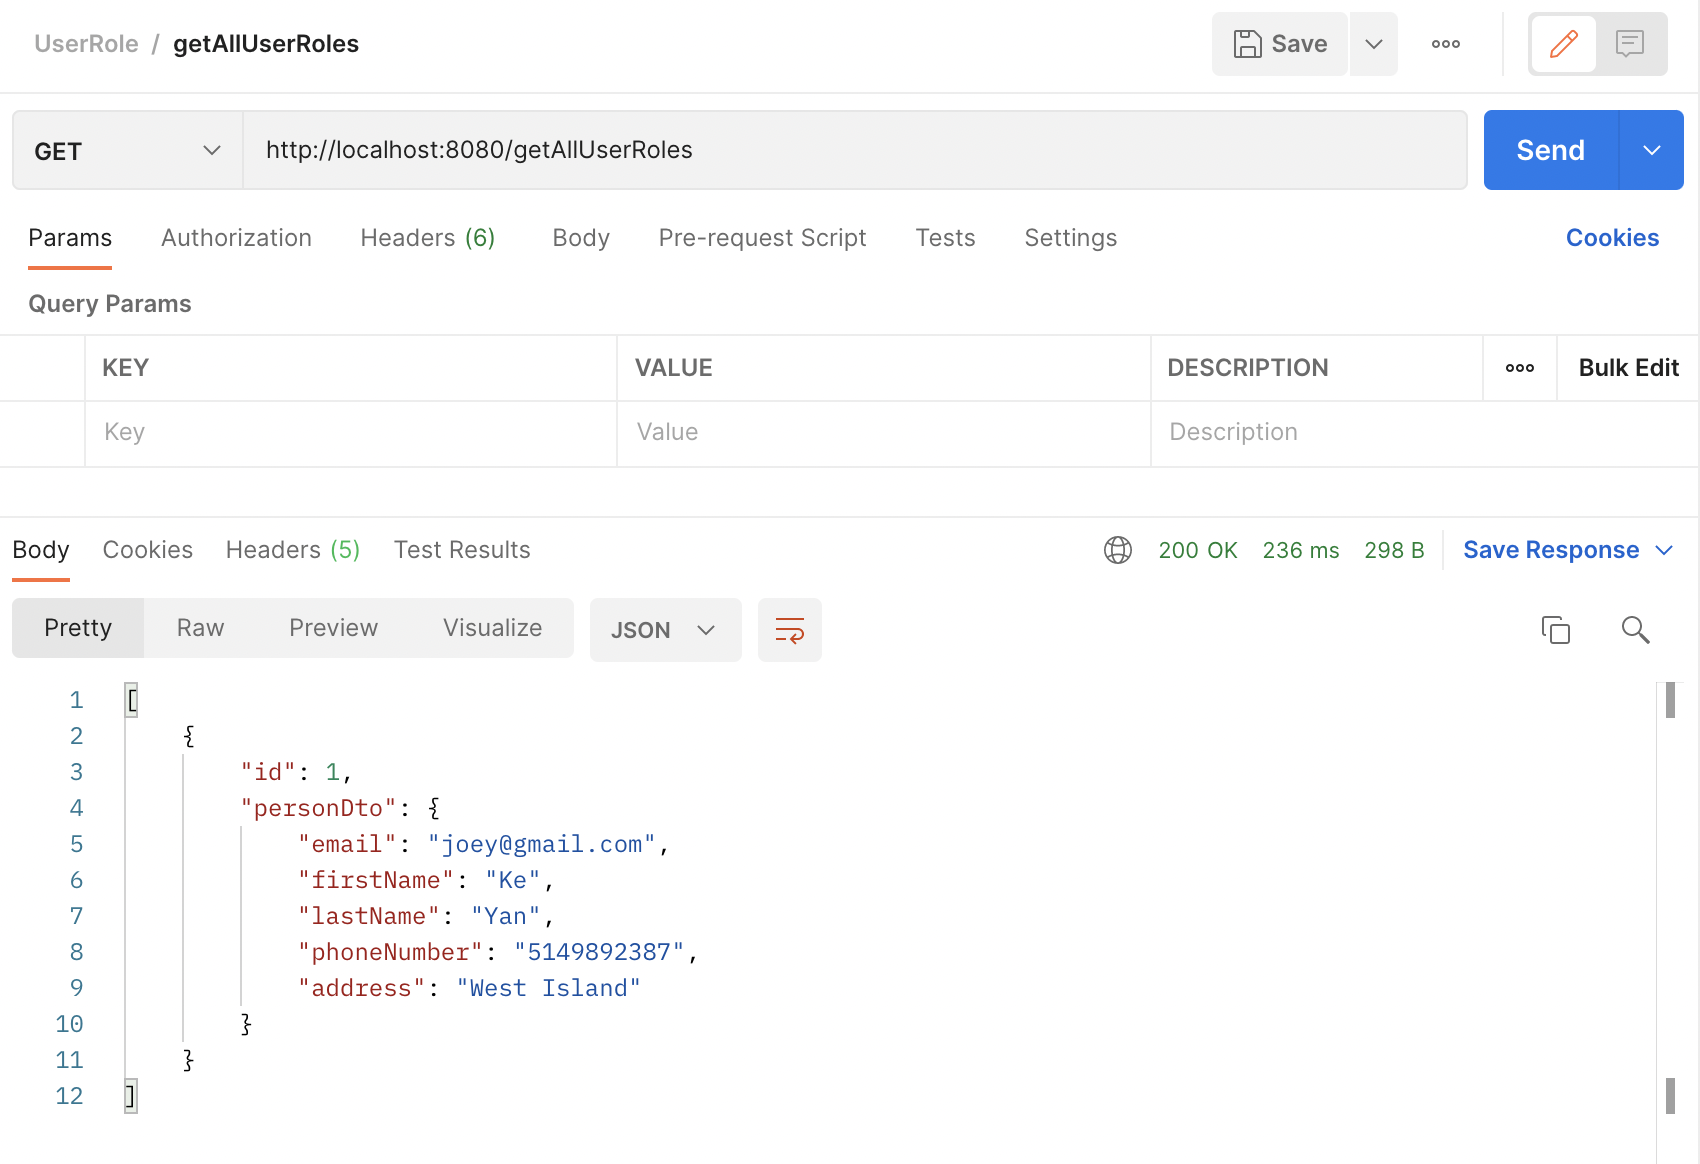 UserRole / getAllUserRoles
Save
GET http://localhost:8080/getAllUserRoles Send
Params Authorization Headers (6) Body Pre-request Script Tests Settings Cookies
Query Params
KEY VALUE DESCRIPTION Bulk Edit
Key Value Description
Body Cookies Headers (5) Test Results 200 OK 236 ms 298 B Save Response
Pretty Raw Preview Visualize JSON
1 [
2 {
3 "id": 1,
4 "personDto": {
5 "email": "joey@gmail.com",
6 "firstName": "Ke",
7 "lastName": "Yan",
8 "phoneNumber": "5149892387",
9 "address": "West Island"
10 }
11 }
12 ]